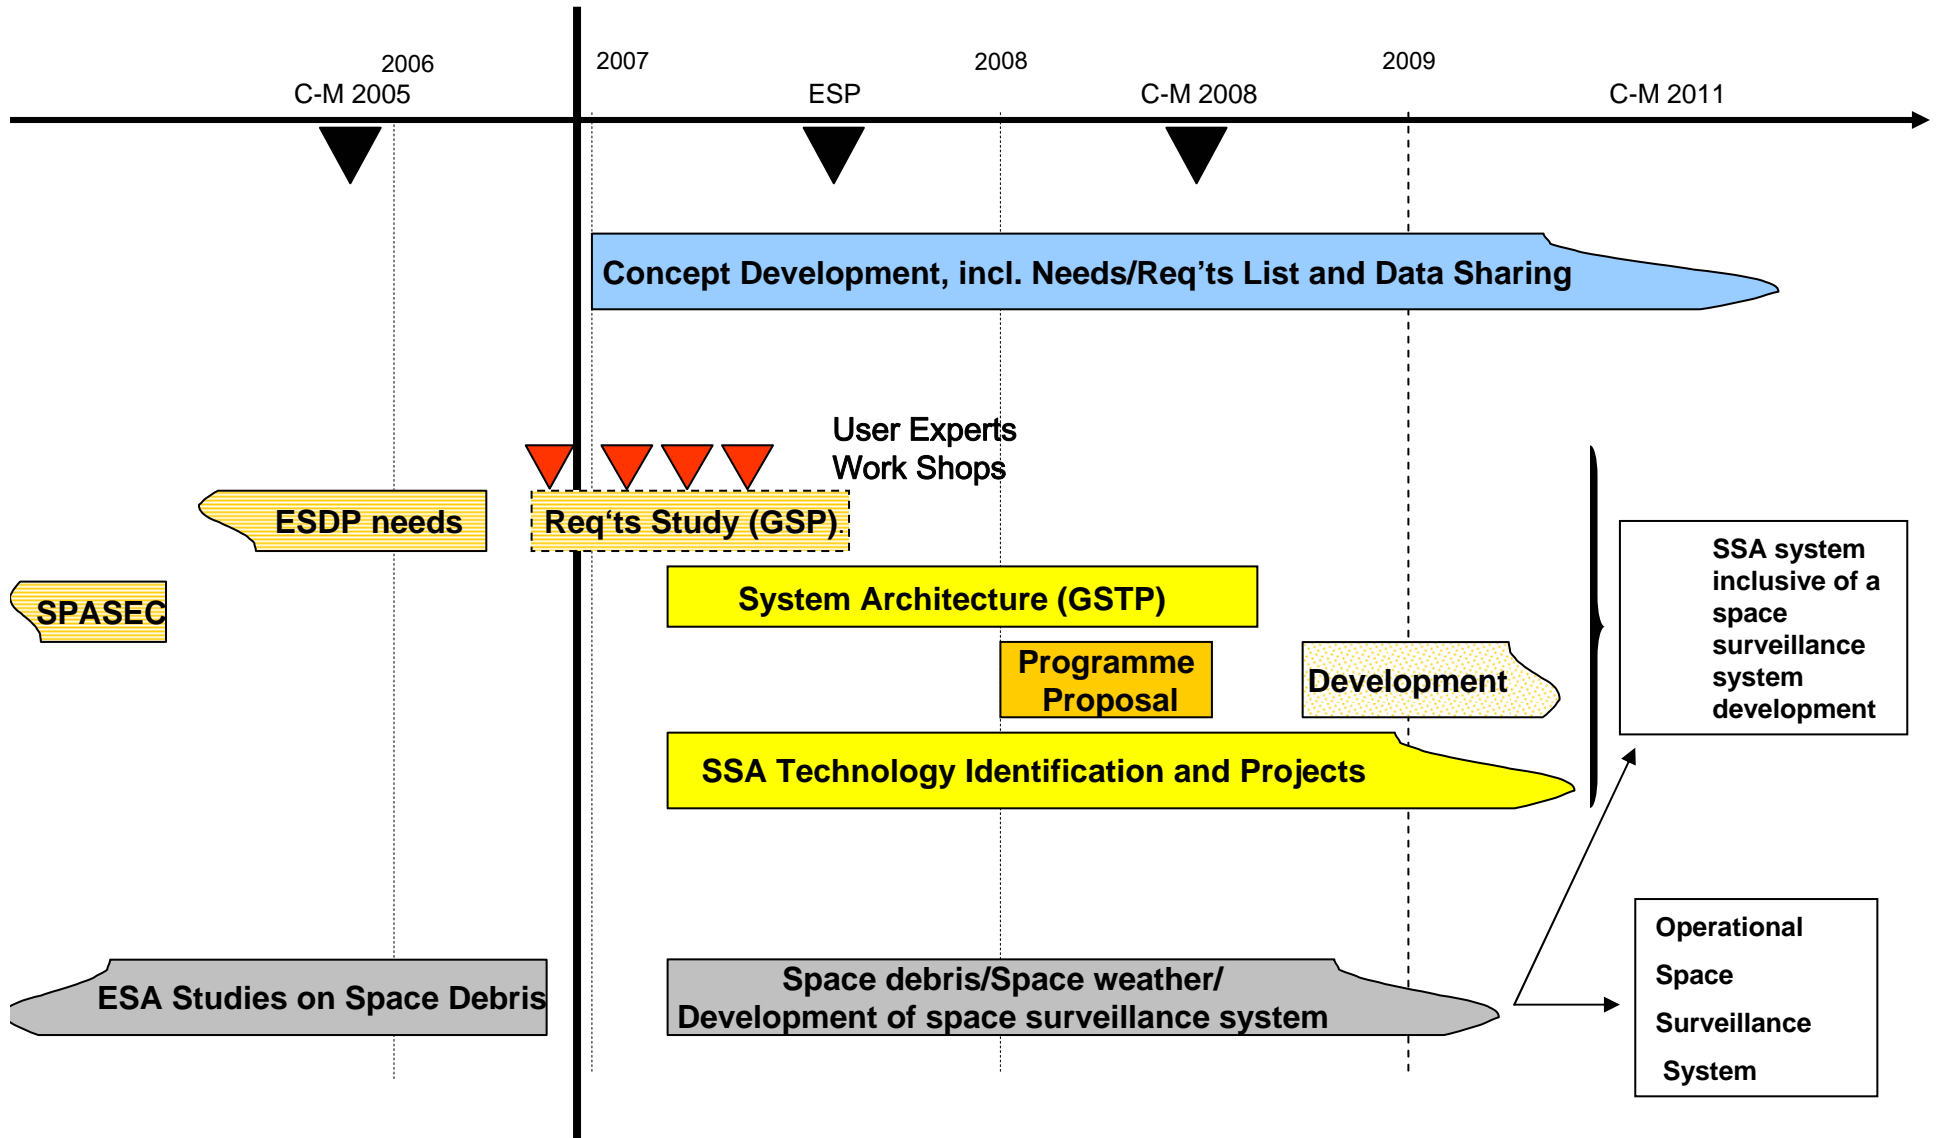 2006
2007
2008
2009
C-M 2005
ESP
C-M 2008
C-M 2011
Concept Development, incl. Needs/Req’ts List and Data Sharing
User Experts
Work Shops
ESDP needs
Req‘ts Study (GSP).
SPASEC
System Architecture (GSTP)
Programme
Proposal
Development
SSA Technology Identification and Projects
SSA system
inclusive of a
space
surveillance
system
development
ESA Studies on Space Debris
Space debris/Space weather/
Development of space surveillance system
Operational
Space
Surveillance
System